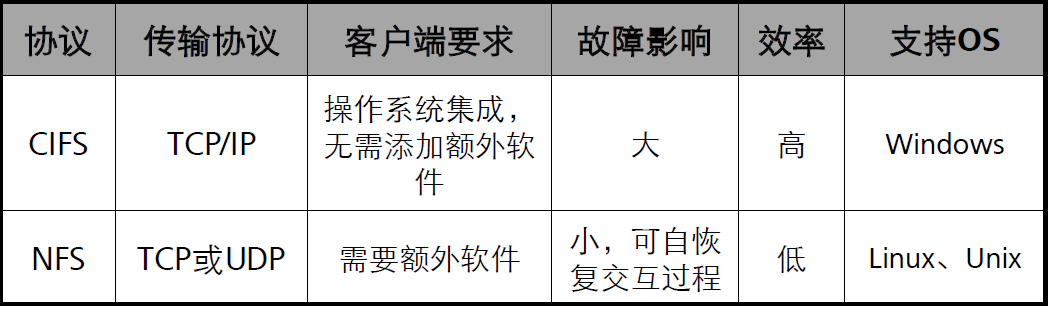 协议 传输协议 客户端要求 故障影响 效率 支持OS
CIFS TCP/IP 操作系统集成，
无需添加额外软
件 大 高 Windows
NFS TCP或UDP 需要额外软件 小，可自恢
复交互过程 低 Linux、Unix